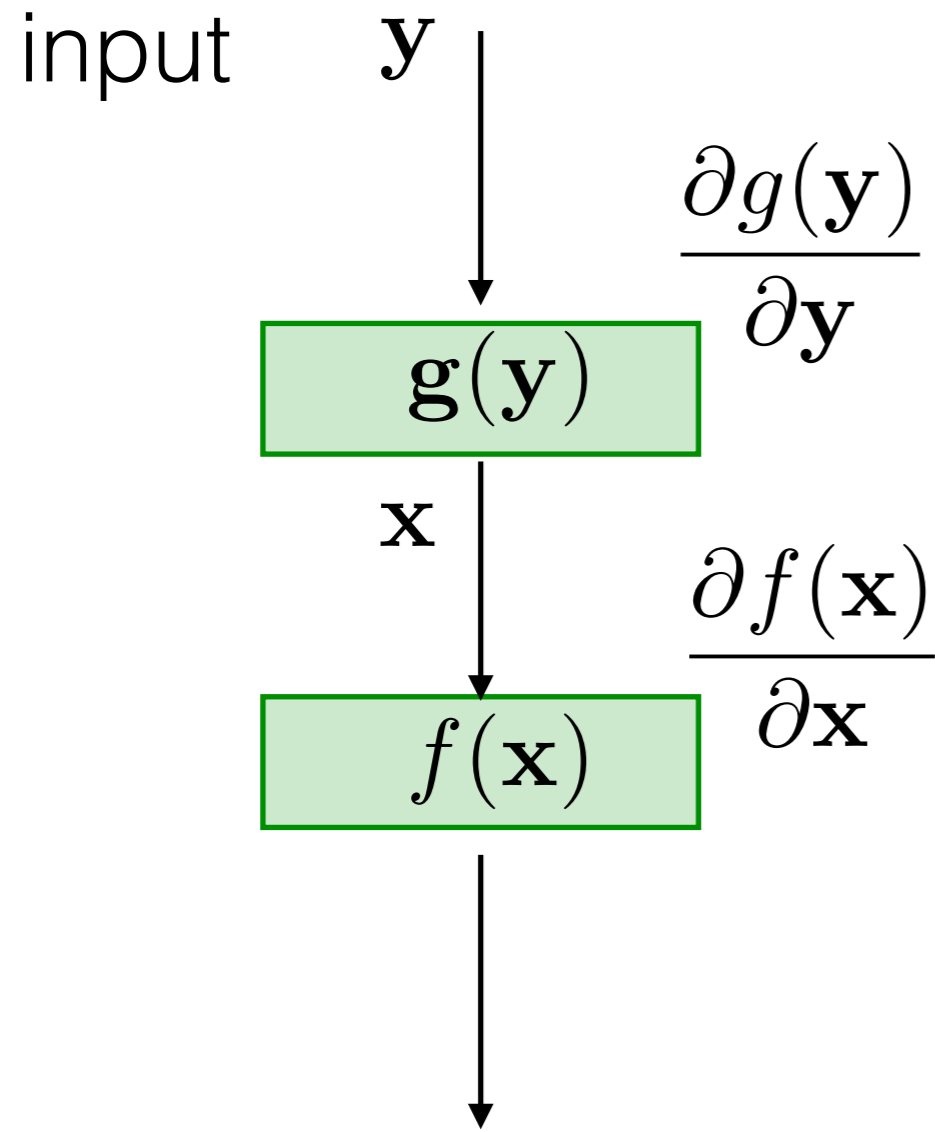 input y
∂g(𝐲)
∂𝐲
𝐠(𝐲)
𝐱
∂f(𝐱)
∂𝐱
f(𝐱)